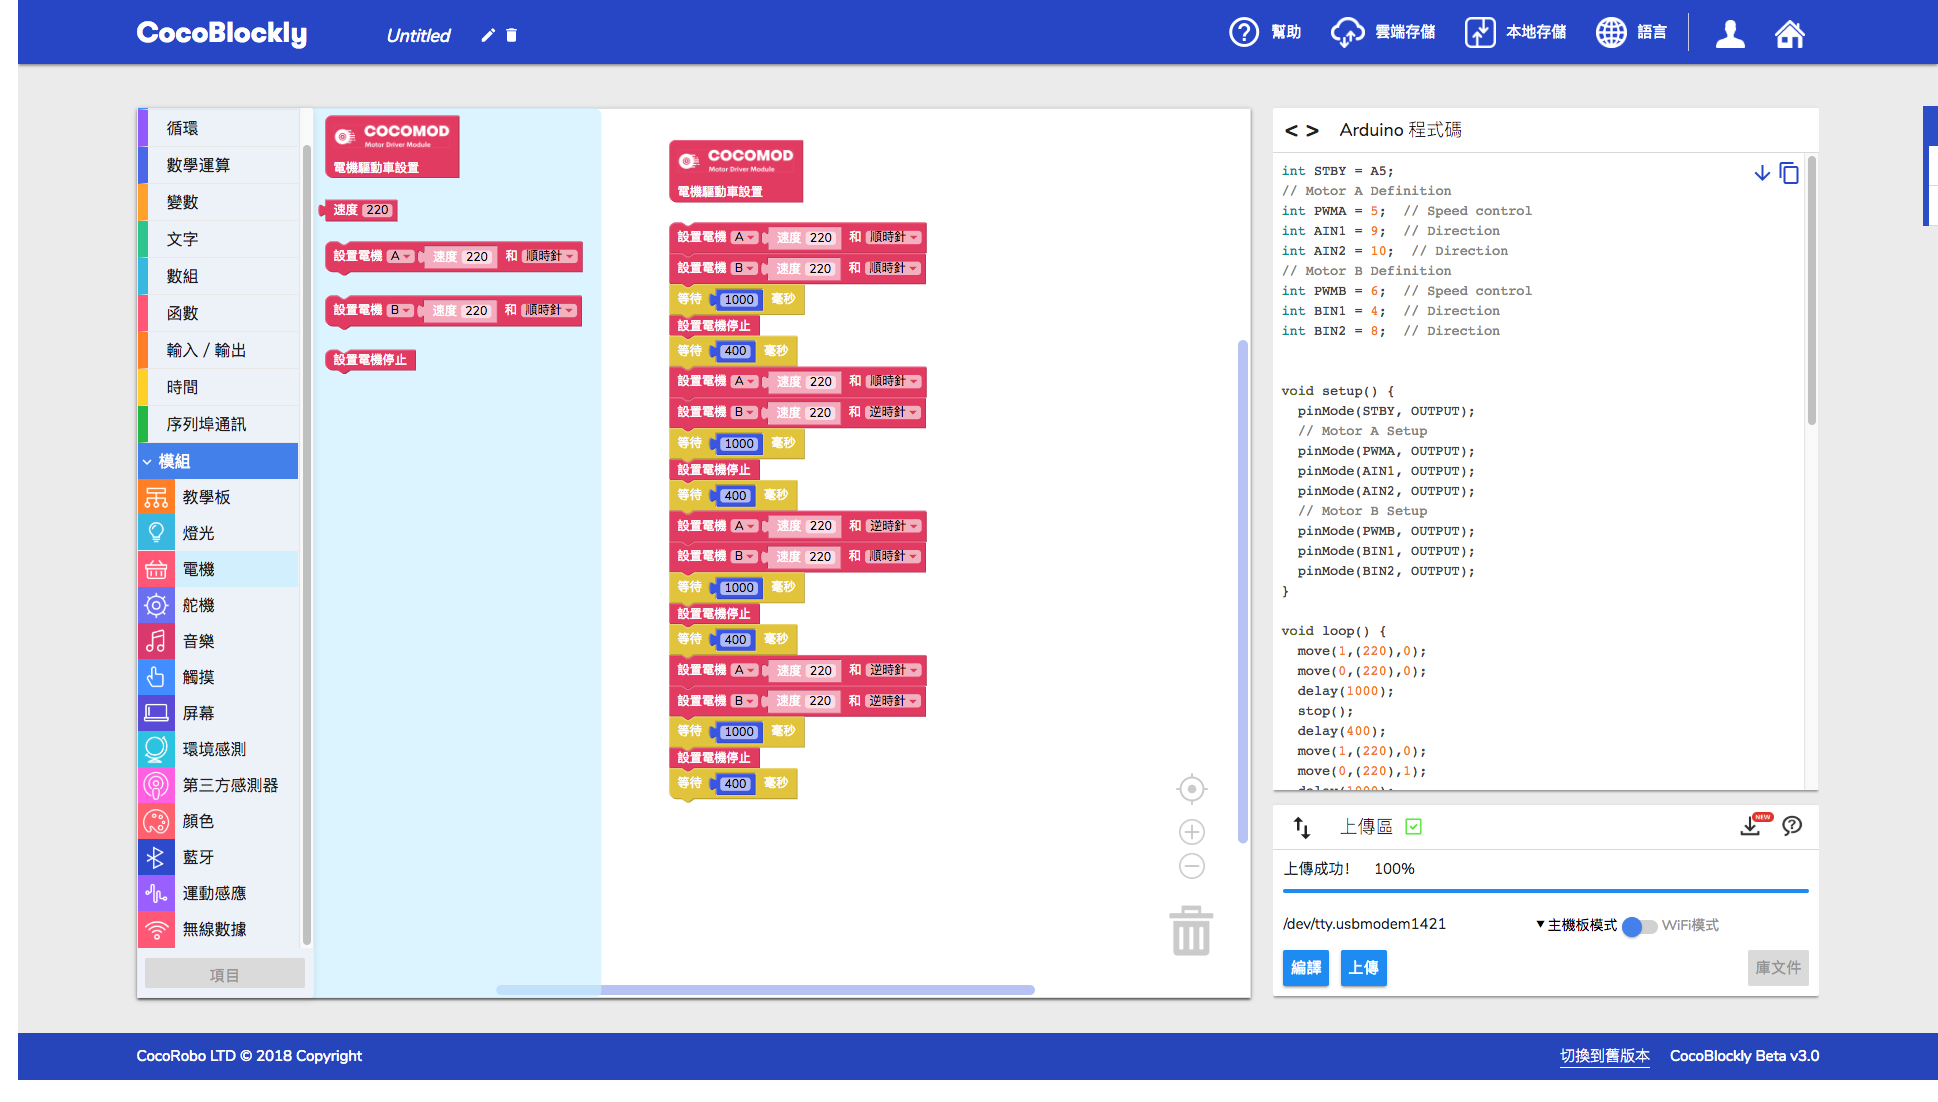 CocoBlockly
Untitled
幫助
雲端存儲
本地存儲
語言
循環
數學運算
變數
文字
數組
函數
輸入 / 輸出
時間
序列埠通訊
模組
教學板
燈光
電機
舵機
音樂
觸摸
屏幕
環境感測
第三方感測器
顏色
藍牙
運動感應
無線數據
項目
COCOMOD
Motor Driver Module
電機驅動車設置
速度 220
設置電機 A 速度 220 和 順時針
設置電機 B 速度 220 和 順時針
設置電機停止
COCOMOD
Motor Driver Module
電機驅動車設置
設置電機 A 速度 220 和 順時針
設置電機 B 速度 220 和 順時針
等待 1000 毫秒
設置電機停止
等待 400 毫秒
設置電機 A 速度 220 和 順時針
設置電機 B 速度 220 和 逆時針
等待 1000 毫秒
設置電機停止
等待 400 毫秒
設置電機 A 速度 220 和 逆時針
設置電機 B 速度 220 和 順時針
等待 1000 毫秒
設置電機停止
等待 400 毫秒
設置電機 A 速度 220 和 逆時針
設置電機 B 速度 220 和 逆時針
等待 1000 毫秒
設置電機停止
等待 400 毫秒
< > Arduino 程式碼
int STBY = A5;
// Motor A Definition
int PWMA = 5;  // Speed control
int AIN1 = 9;  // Direction
int AIN2 = 10;  // Direction
// Motor B Definition
int PWMB = 6;  // Speed control
int BIN1 = 4;  // Direction
int BIN2 = 8;  // Direction
void setup() {
pinMode(STBY, OUTPUT);
// Motor A Setup
pinMode(PWMA, OUTPUT);
pinMode(AIN1, OUTPUT);
pinMode(AIN2, OUTPUT);
// Motor B Setup
pinMode(PWMB, OUTPUT);
pinMode(BIN1, OUTPUT);
pinMode(BIN2, OUTPUT);
}
void loop() {
move(1,(220),0);
move(0,(220),0);
delay(1000);
stop();
delay(400);
move(1,(220),0);
move(0,(220),1);
delay(1000);
上傳區
NEW
上傳成功! 100%
/dev/tty.usbmodem1421
▼主機板模式
WiFi模式
編譯
上傳
庫文件
CocoRobo LTD © 2018 Copyright
切換到舊版本
CocoBlockly Beta v3.0